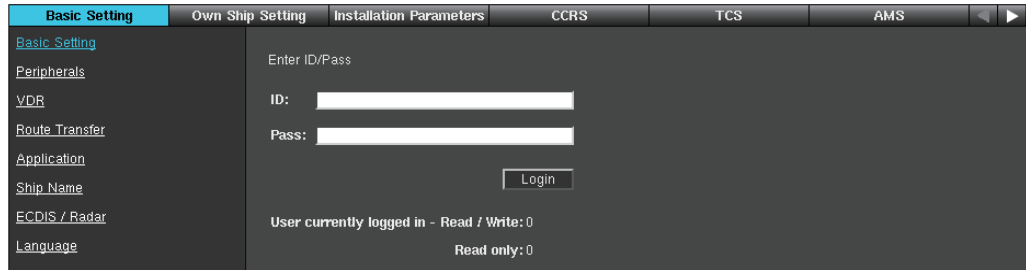 Basic Setting Own Ship Setting Installation Parameters CCRS TCS AMS
Basic Setting
Peripherals
VDR
Route Transfer
Application
Ship Name
ECDIS / Radar
Language
Enter ID/Pass
ID:
Pass:
Login
User currently logged in - Read / Write: 0
Read only: 0